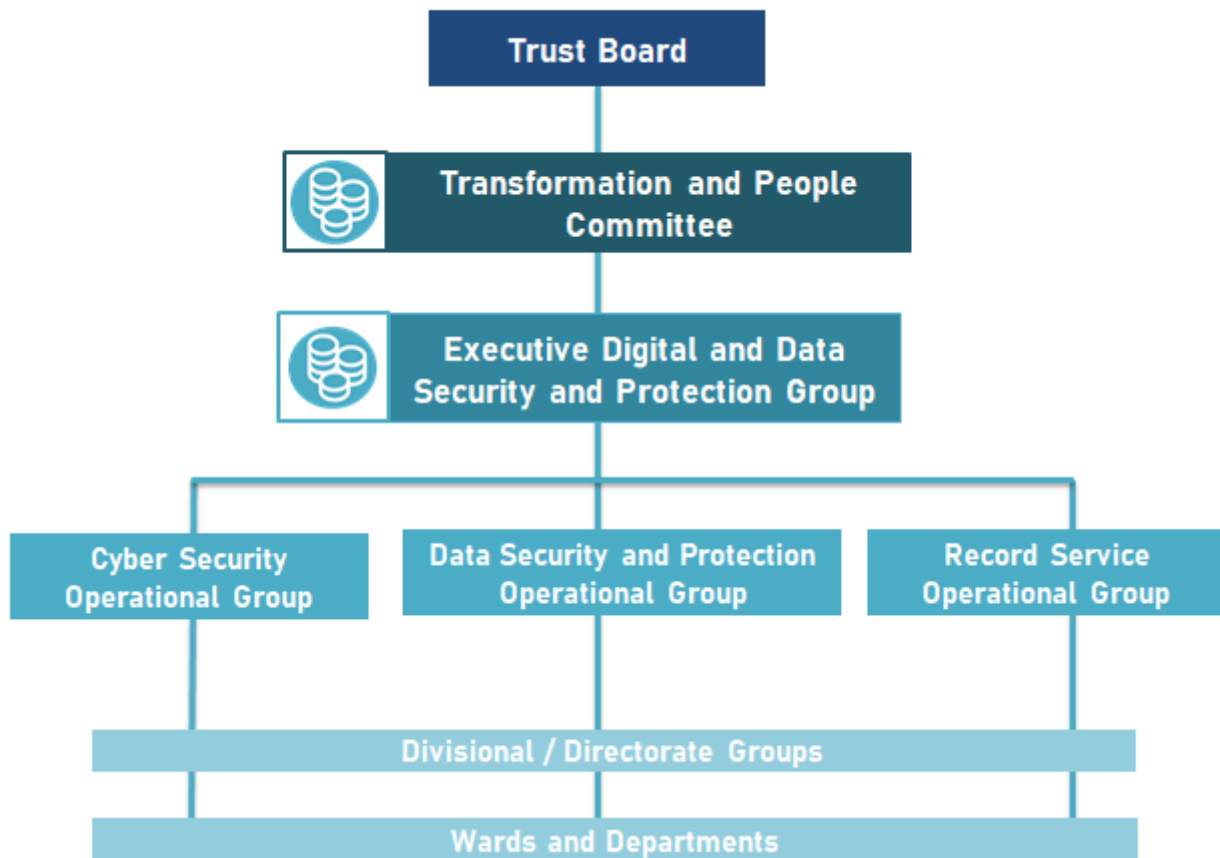 Trust Board
Transformation and People
Committee
Executive Digital and Data
Security and Protection Group
Cyber Security
Operational Group
Data Security and Protection
Operational Group
Record Service
Operational Group
Divisional / Directorate Groups
Wards and Departments